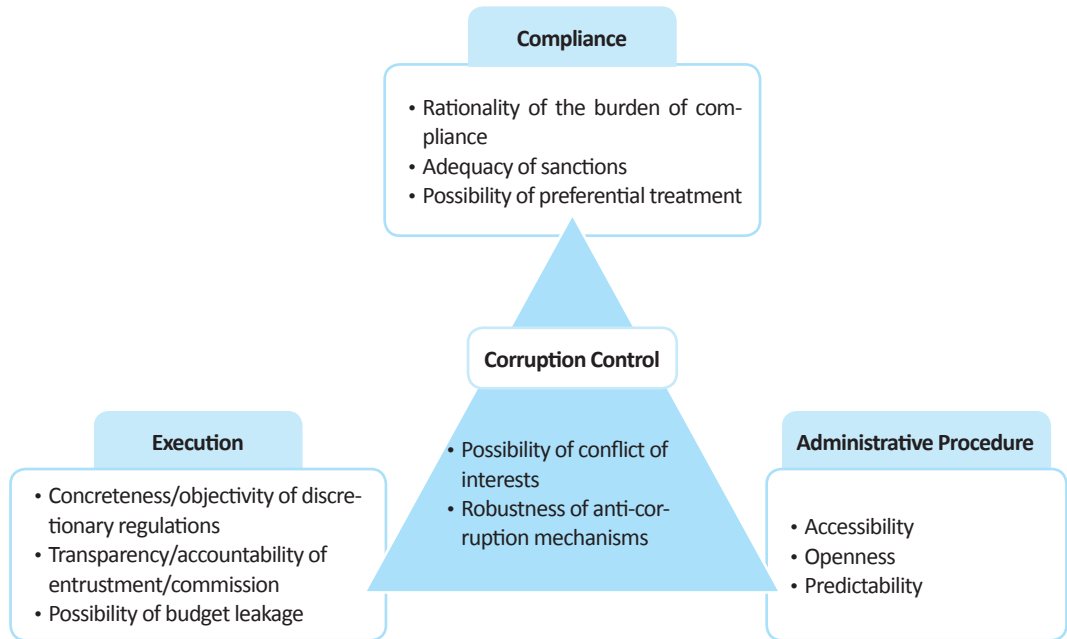 Compliance
• Rationality of the burden of com-
pliance
• Adequacy of sanctions
• Possibility of preferential treatment
Corruption Control
• Possibility of conflict of
interests
• Robustness of anti-cor-
ruption mechanisms
Execution
• Concreteness/objectivity of discre-
tionary regulations
• Transparency/accountability of
entrustment/commission
• Possibility of budget leakage
Administrative Procedure
• Accessibility
• Openness
• Predictability